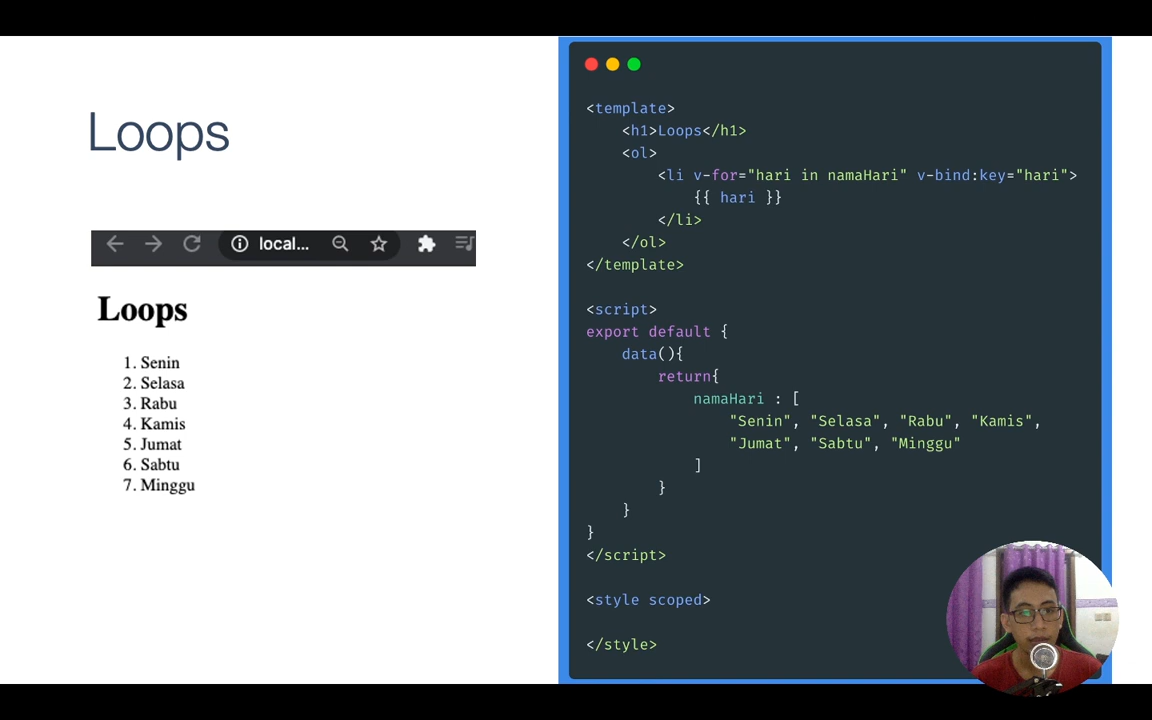 Loops
local...
Loops
1. Senin
2. Selasa
3. Rabu
4. Kamis
5. Jumat
6. Sabtu
7. Minggu
<template>
    <h1>Loops</h1>
    <ol>
        <li v-for="hari in namaHari" v-bind:key="hari">
            {{ hari }}
        </li>
    </ol>
</template>

<script>
export default {
    data(){
        return{
            namaHari : [
                "Senin", "Selasa", "Rabu", "Kamis",
                "Jumat", "Sabtu", "Minggu"
            ]
        }
    }
}
</script>

<style scoped>

</style>